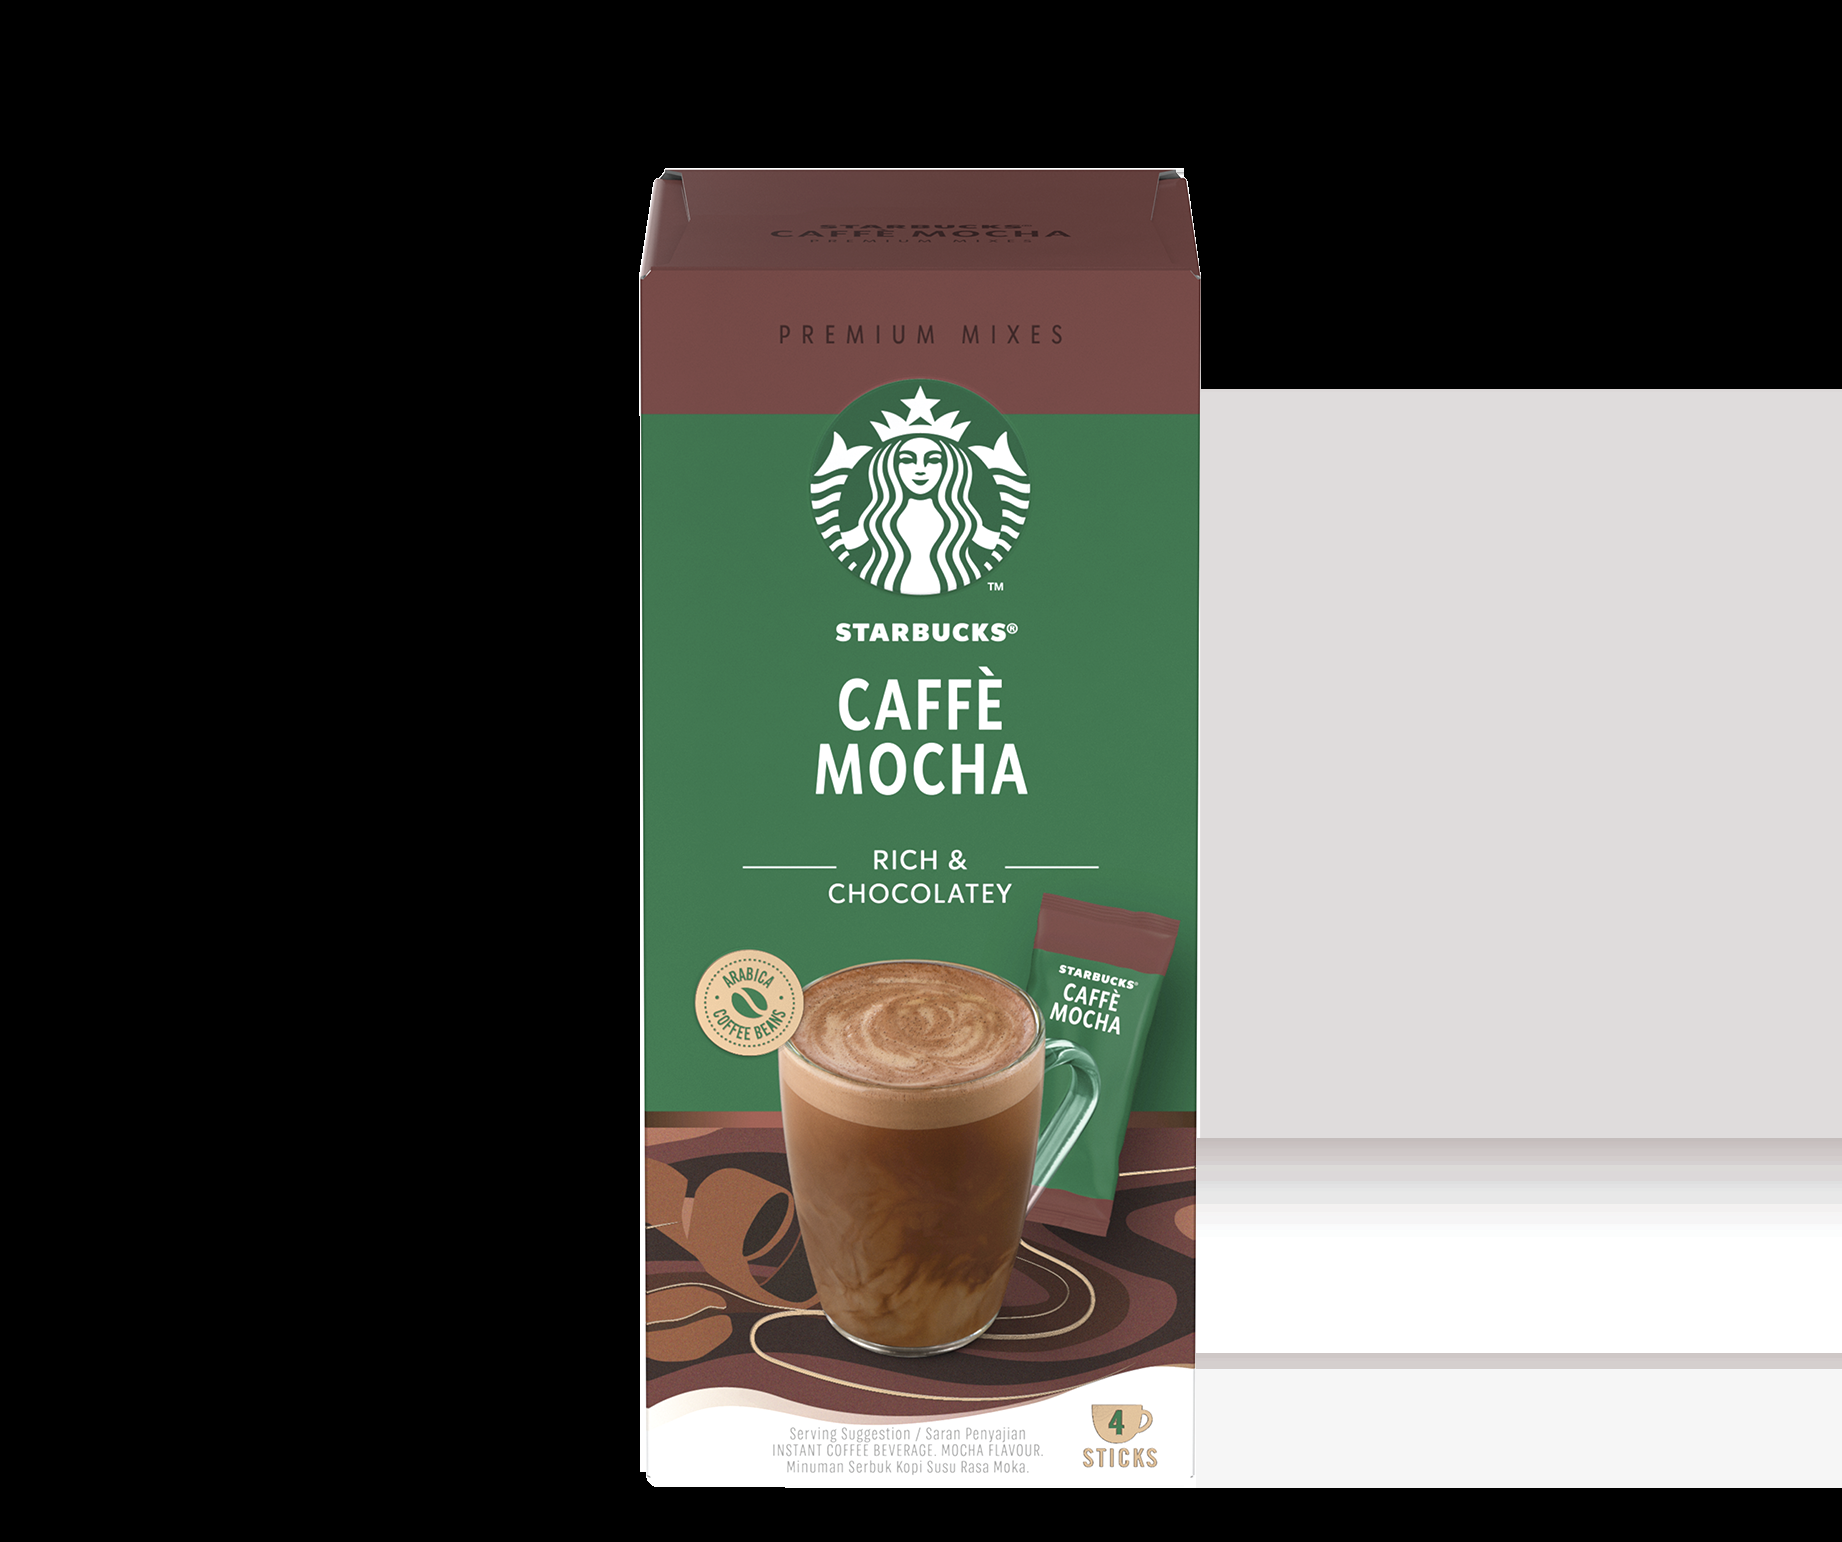 STARBUCKS
CAFFÈ MOCHA
PREMIUM MIXES
PREMIUM MIXES
TM
STARBUCKS®
CAFFÈ
MOCHA
RICH &
CHOCOLATEY
STARBUCKS®
CAFFÈ
MOCHA
ARABICA
COFFEE BEANS
4
STICKS
Serving Suggestion / Saran Penyajian
INSTANT COFFEE BEVERAGE. MOCHA FLAVOUR.
Minuman Serbuk Kopi Susu Rasa Moka.